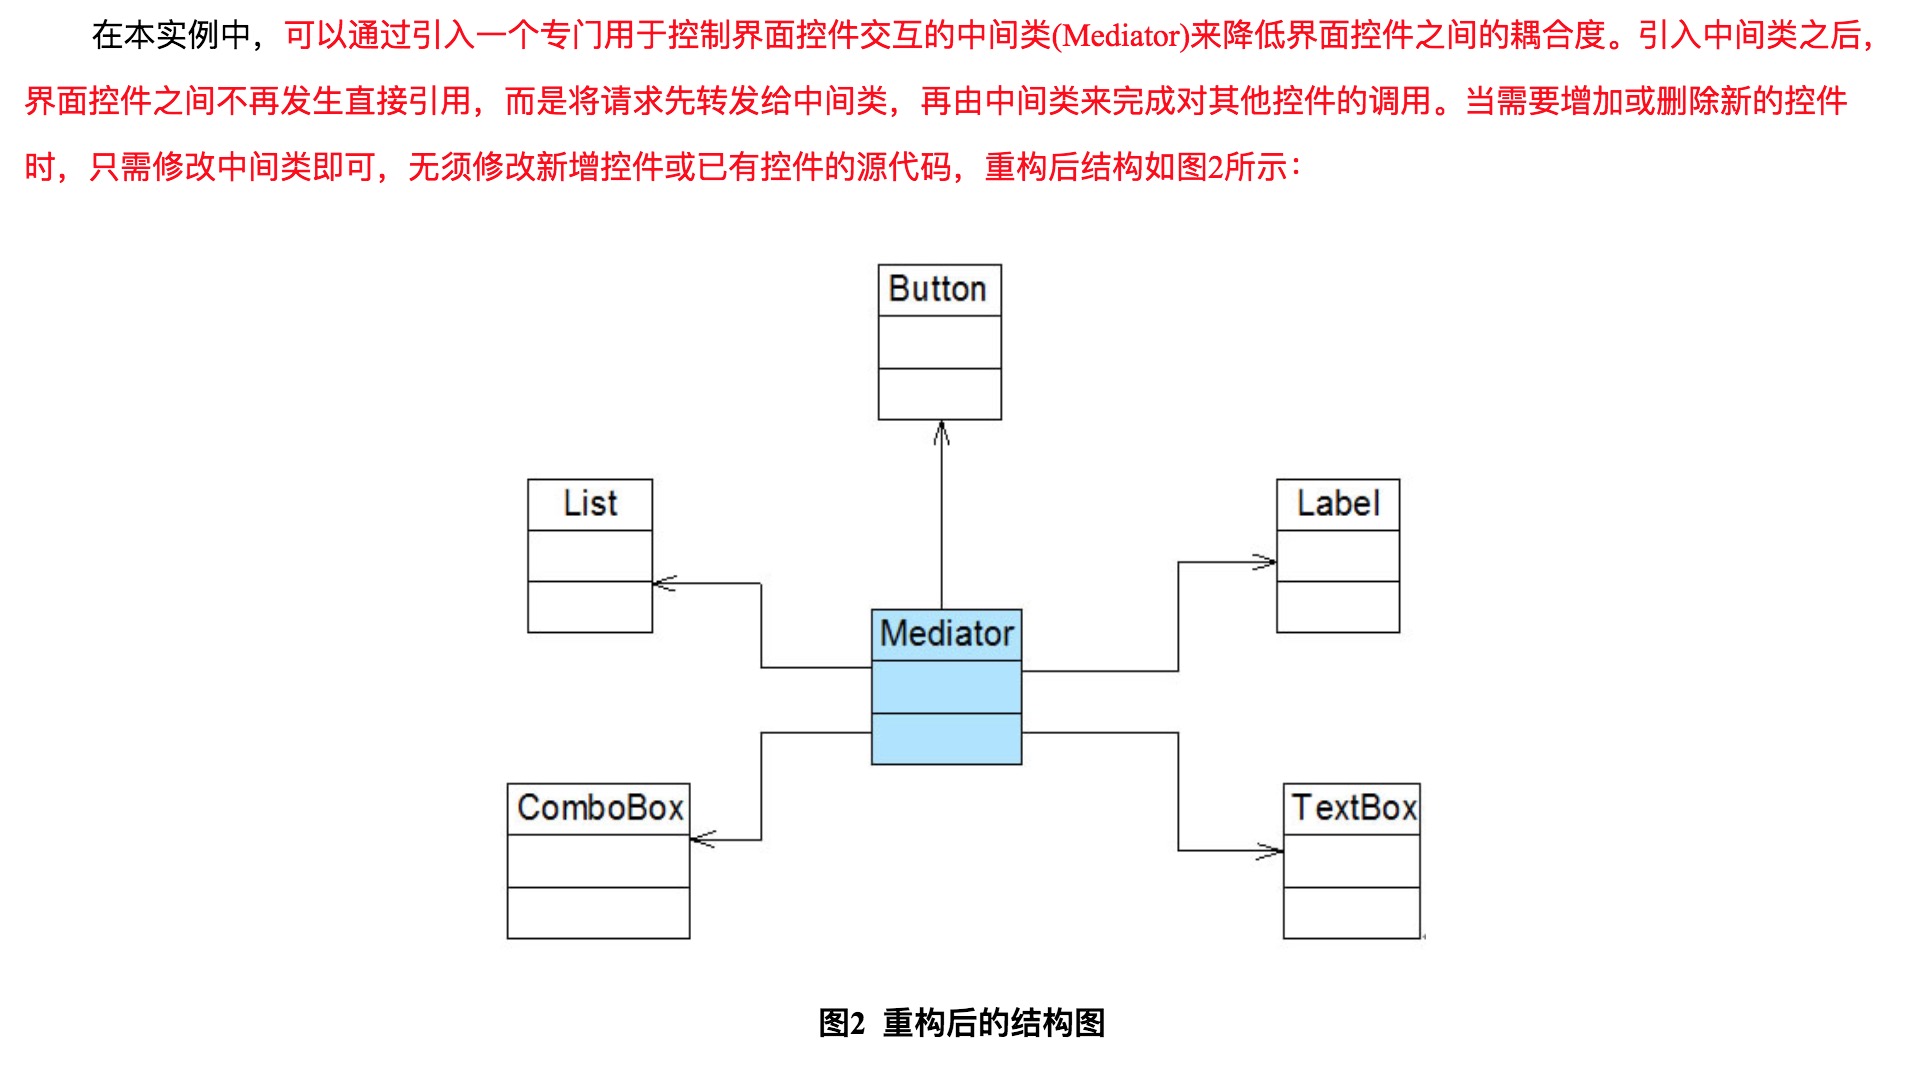 在本实例中，可以通过引入一个专门用于控制界面控件交互的中间类(Mediator)来降低界面控件之间的耦合度。引入中间类之后，
界面控件之间不再发生直接引用，而是将请求先转发给中间类，再由中间类来完成对其他控件的调用。当需要增加或删除新的控件
时，只需修改中间类即可，无须修改新增控件或已有控件的源代码，重构后结构如图2所示：
Button
List
Label
Mediator
ComboBox
TextBox
图2 重构后的结构图